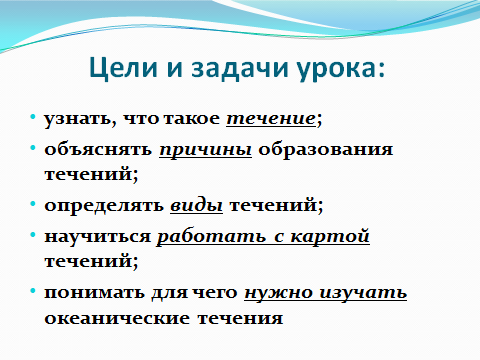 Цели и задачи урока:
• узнать, что такое течение;
• объяснять причины образования
течений;
• определять виды течений;
• научиться работать с картой
течений;
• понимать для чего нужно изучать
океанические течения